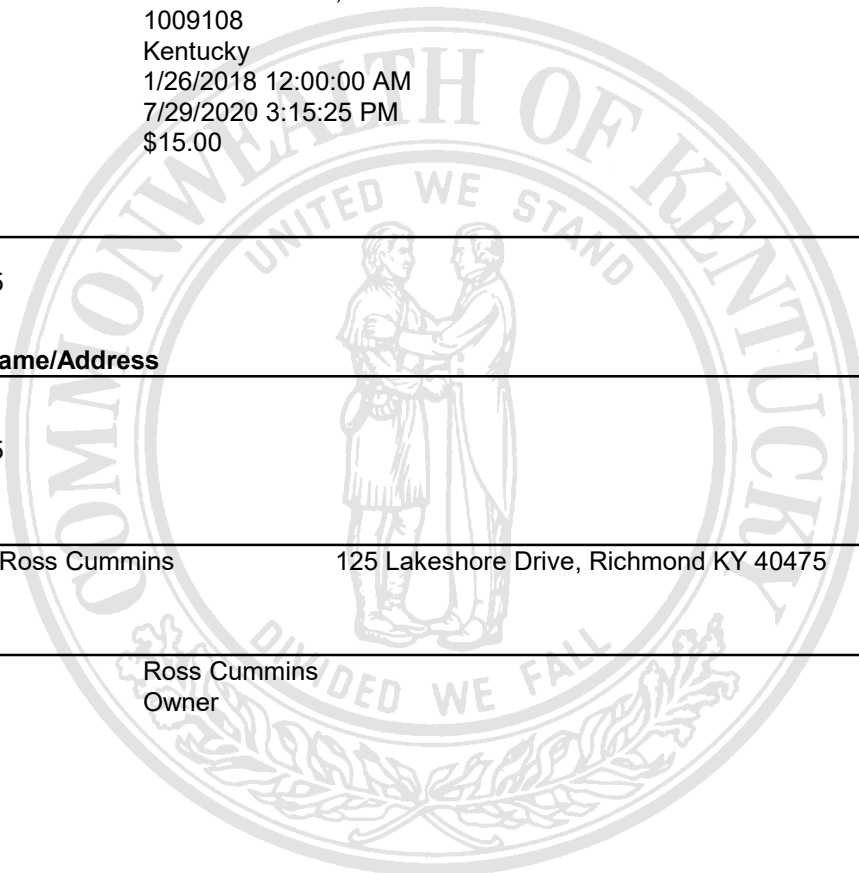 1009108
Kentucky
1/26/2018 12:00:00 AM
7/29/2020 3:15:25 PM
$15.00
COMMONWEALTH OF KENTUCKY
UNITED WE STAND
5
ame/Address
5
Ross Cummins 125 Lakeshore Drive, Richmond KY 40475
DIVIDED WE FALL
Ross Cummins
Owner